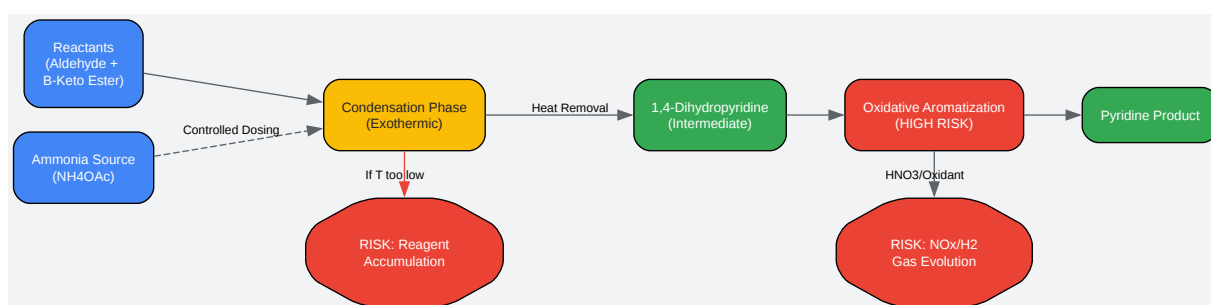 Reactants
(Aldehyde +
B-Keto Ester)
Ammonia Source
(NH4OAc)
Controlled Dosing
Condensation Phase
(Exothermic)
If T too low
RISK: Reagent
Accumulation
Heat Removal
1,4-Dihydropyridine
(Intermediate)
Oxidative Aromatization
(HIGH RISK)
HNO3/Oxidant
RISK: NOx/H2
Gas Evolution
Pyridine Product